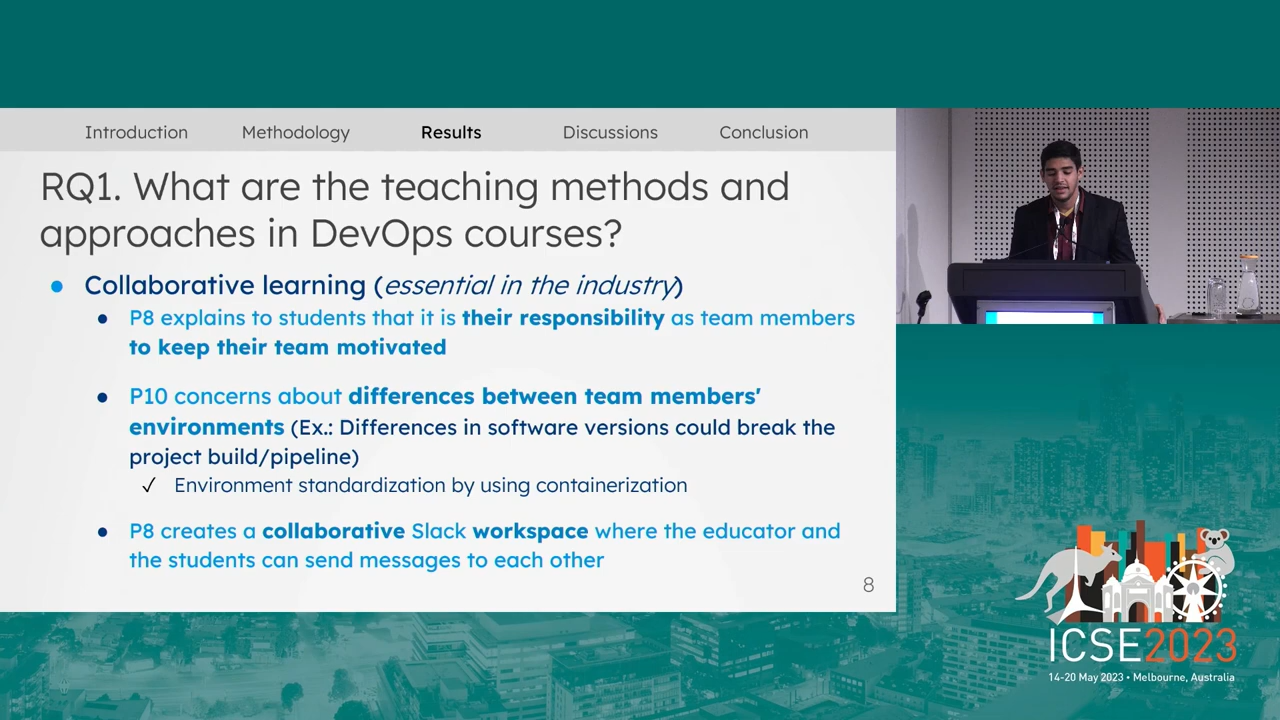 Introduction Methodology Results Discussions Conclusion
RQ1. What are the teaching methods and
approaches in DevOps courses?
● Collaborative learning (essential in the industry)
● P8 explains to students that it is their responsibility as team members
to keep their team motivated
● P10 concerns about differences between team members'
environments (Ex.: Differences in software versions could break the
project build/pipeline)
✓ Environment standardization by using containerization
● P8 creates a collaborative Slack workspace where the educator and
the students can send messages to each other
8
ICSE2023
14-20 May 2023 • Melbourne, Australia